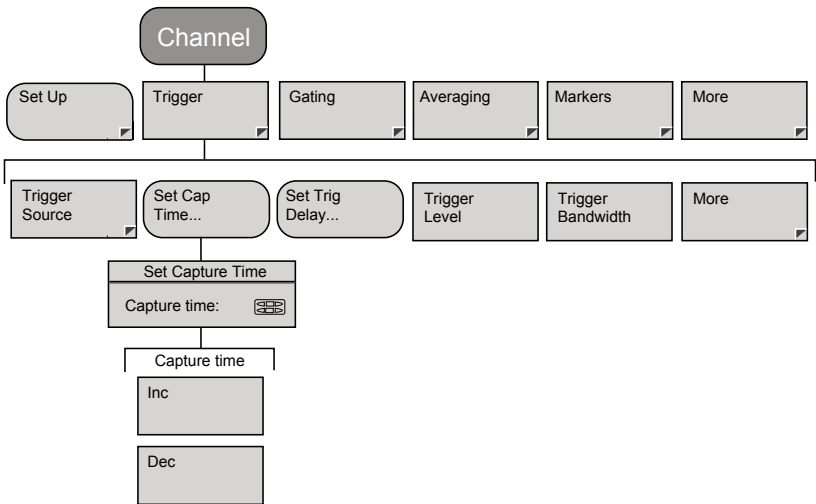 Channel
Set Up
Trigger
Gating
Averaging
Markers
More
Trigger
Source
Set Cap
Time...
Set Trig
Delay...
Trigger
Level
Trigger
Bandwidth
More
Set Capture Time
Capture time:
Capture time
Inc
Dec